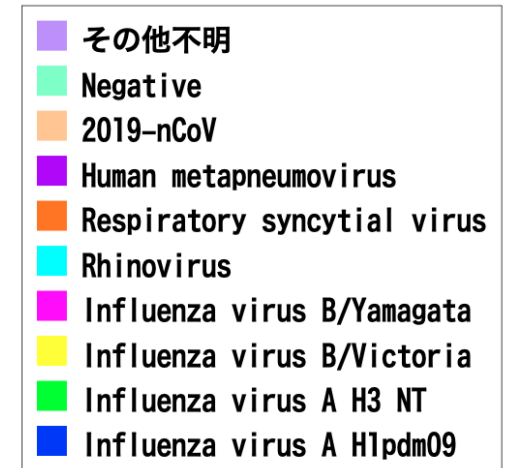 その他不明
Negative
2019-nCoV
Human metapneumovirus
Respiratory syncytial virus
Rhinovirus
Influenza virus B/Yamagata
Influenza virus B/Victoria
Influenza virus A H3 NT
Influenza virus A H1pdm09